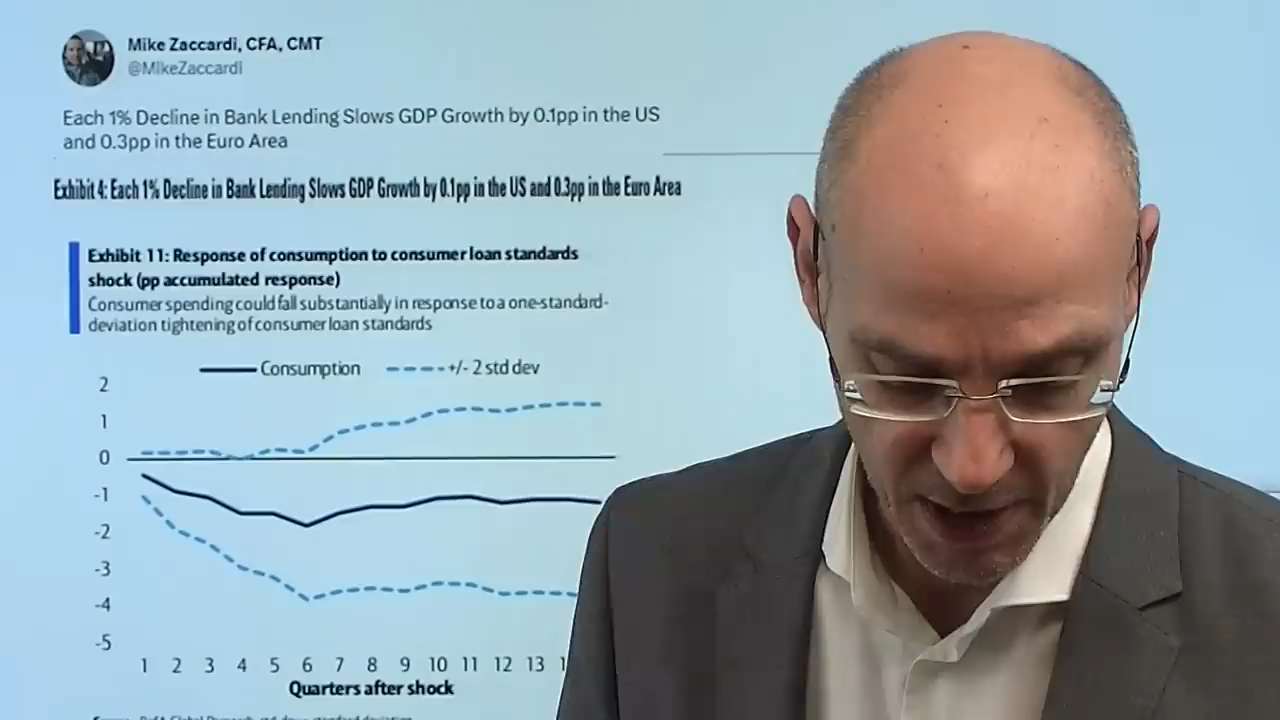 Mike Zaccardi, CFA, CMT
@MikeZaccardi
Each 1% Decline in Bank Lending Slows GDP Growth by 0.1pp in the US
and 0.3pp in the Euro Area
Exhibit 4: Each 1% Decline in Bank Lending Slows GDP Growth by 0.1pp in the US and 0.3pp in the Euro Area
Exhibit 11: Response of consumption to consumer loan standards
shock (pp accumulated response)
Consumer spending could fall substantially in response to a one-standard-
deviation tightening of consumer loan standards
Consumption +/- 2 std dev
2
1
0
-1
-2
-3
-4
-5
1 2 3 4 5 6 7 8 9 10 11 12 13
Quarters after shock